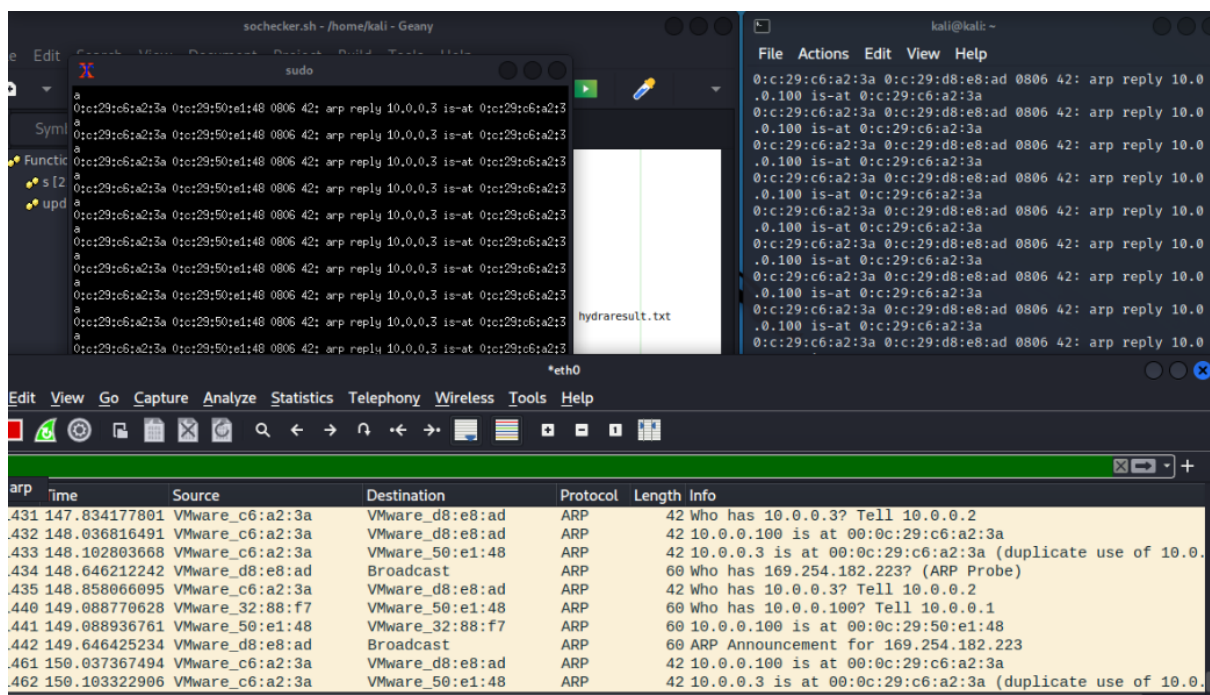 sochecker.sh - /home/kali - Geany
Edit Search View Document Project Build Tools Help
sudo
a
0:c:29:c6:a2:3a 0:c:29:50:e1:48 0806 42: arp reply 10.0.0.3 is-at 0:c:29:c6:a2:3
a
0:c:29:c6:a2:3a 0:c:29:50:e1:48 0806 42: arp reply 10.0.0.3 is-at 0:c:29:c6:a2:3
a
0:c:29:c6:a2:3a 0:c:29:50:e1:48 0806 42: arp reply 10.0.0.3 is-at 0:c:29:c6:a2:3
a
0:c:29:c6:a2:3a 0:c:29:50:e1:48 0806 42: arp reply 10.0.0.3 is-at 0:c:29:c6:a2:3
a
0:c:29:c6:a2:3a 0:c:29:50:e1:48 0806 42: arp reply 10.0.0.3 is-at 0:c:29:c6:a2:3
a
0:c:29:c6:a2:3a 0:c:29:50:e1:48 0806 42: arp reply 10.0.0.3 is-at 0:c:29:c6:a2:3
a
0:c:29:c6:a2:3a 0:c:29:50:e1:48 0806 42: arp reply 10.0.0.3 is-at 0:c:29:c6:a2:3
a
0:c:29:c6:a2:3a 0:c:29:50:e1:48 0806 42: arp reply 10.0.0.3 is-at 0:c:29:c6:a2:3
a
0:c:29:c6:a2:3a 0:c:29:50:e1:48 0806 42: arp reply 10.0.0.3 is-at 0:c:29:c6:a2:3
a
0:c:29:c6:a2:3a 0:c:29:50:e1:48 0806 42: arp reply 10.0.0.3 is-at 0:c:29:c6:a2:3
Syml
Functio
s [2
upd
hydraresult.txt
kali@kali: ~
File Actions Edit View Help
0:c:29:c6:a2:3a 0:c:29:d8:e8:ad 0806 42: arp reply 10.0
.0.100 is-at 0:c:29:c6:a2:3a
0:c:29:c6:a2:3a 0:c:29:d8:e8:ad 0806 42: arp reply 10.0
.0.100 is-at 0:c:29:c6:a2:3a
0:c:29:c6:a2:3a 0:c:29:d8:e8:ad 0806 42: arp reply 10.0
.0.100 is-at 0:c:29:c6:a2:3a
0:c:29:c6:a2:3a 0:c:29:d8:e8:ad 0806 42: arp reply 10.0
.0.100 is-at 0:c:29:c6:a2:3a
0:c:29:c6:a2:3a 0:c:29:d8:e8:ad 0806 42: arp reply 10.0
.0.100 is-at 0:c:29:c6:a2:3a
0:c:29:c6:a2:3a 0:c:29:d8:e8:ad 0806 42: arp reply 10.0
.0.100 is-at 0:c:29:c6:a2:3a
0:c:29:c6:a2:3a 0:c:29:d8:e8:ad 0806 42: arp reply 10.0
.0.100 is-at 0:c:29:c6:a2:3a
0:c:29:c6:a2:3a 0:c:29:d8:e8:ad 0806 42: arp reply 10.0
.0.100 is-at 0:c:29:c6:a2:3a
0:c:29:c6:a2:3a 0:c:29:d8:e8:ad 0806 42: arp reply 10.0
*eth0
Edit View Go Capture Analyze Statistics Telephony Wireless Tools Help
arp Time Source Destination Protocol Length Info
.431 147.834177801 VMware_c6:a2:3a VMware_d8:e8:ad ARP 42 Who has 10.0.0.3? Tell 10.0.0.2
.432 148.036816491 VMware_c6:a2:3a VMware_d8:e8:ad ARP 42 10.0.0.100 is at 00:0c:29:c6:a2:3a
.433 148.102803668 VMware_c6:a2:3a VMware_50:e1:48 ARP 42 10.0.0.3 is at 00:0c:29:c6:a2:3a (duplicate use of 10.0.
.434 148.646212242 VMware_d8:e8:ad Broadcast ARP 60 Who has 169.254.182.223? (ARP Probe)
.435 148.858066095 VMware_c6:a2:3a VMware_d8:e8:ad ARP 42 Who has 10.0.0.3? Tell 10.0.0.2
.440 149.088770628 VMware_32:88:f7 VMware_50:e1:48 ARP 60 Who has 10.0.0.100? Tell 10.0.0.1
.441 149.088936761 VMware_50:e1:48 VMware_32:88:f7 ARP 60 10.0.0.100 is at 00:0c:29:50:e1:48
.442 149.646425234 VMware_d8:e8:ad Broadcast ARP 60 ARP Announcement for 169.254.182.223
.461 150.037367494 VMware_c6:a2:3a VMware_d8:e8:ad ARP 42 10.0.0.100 is at 00:0c:29:c6:a2:3a
.462 150.103322906 VMware_c6:a2:3a VMware_50:e1:48 ARP 42 10.0.0.3 is at 00:0c:29:c6:a2:3a (duplicate use of 10.0.